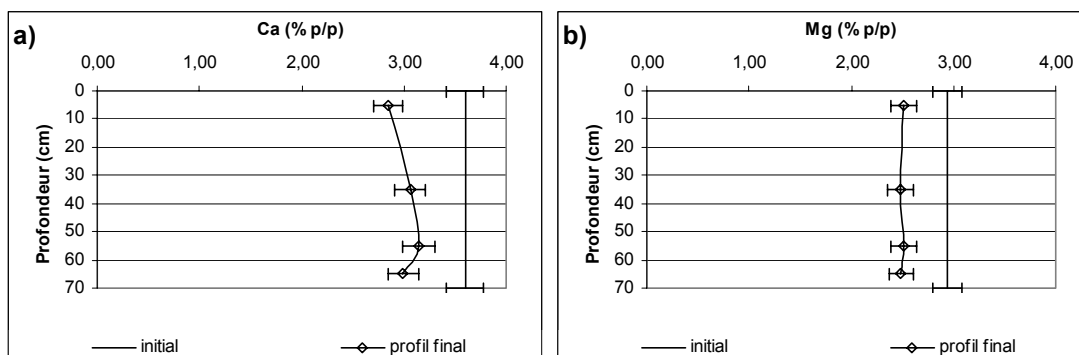 a)
Ca (% p/p)
0,00 1,00 2,00 3,00 4,00
0
10
20
30
40
50
60
70
Profondeur (cm)
initial profil final
b)
Mg (% p/p)
0,00 1,00 2,00 3,00 4,00
0
10
20
30
40
50
60
70
Profondeur (cm)
initial profil final